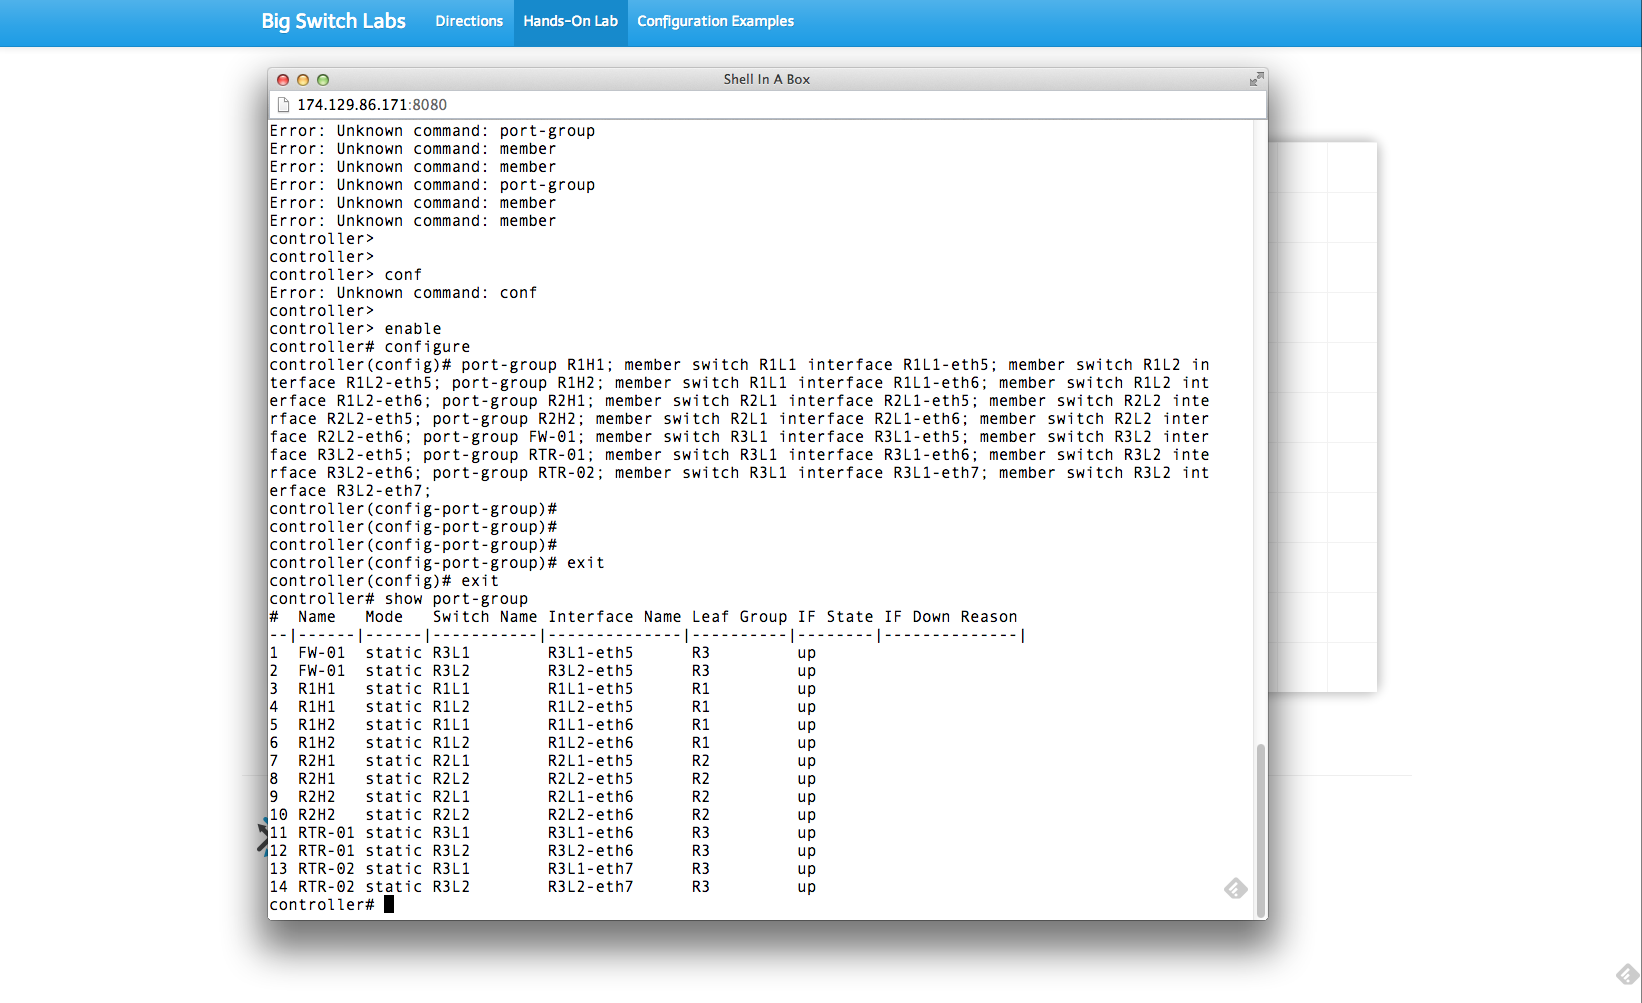 Big Switch Labs Directions Hands-On Lab Configuration Examples
Shell In A Box
174.129.86.171:8080
Error: Unknown command: port-group
Error: Unknown command: member
Error: Unknown command: member
Error: Unknown command: port-group
Error: Unknown command: member
Error: Unknown command: member
controller>
controller>
controller> conf
Error: Unknown command: conf
controller>
controller> enable
controller# configure
controller(config)# port-group R1H1; member switch R1L1 interface R1L1-eth5; member switch R1L2 in
terface R1L2-eth5; port-group R1H2; member switch R1L1 interface R1L1-eth6; member switch R1L2 int
erface R1L2-eth6; port-group R2H1; member switch R2L1 interface R2L1-eth5; member switch R2L2 inte
rface R2L2-eth5; port-group R2H2; member switch R2L1 interface R2L1-eth6; member switch R2L2 inter
face R2L2-eth6; port-group FW-01; member switch R3L1 interface R3L1-eth5; member switch R3L2 inter
face R3L2-eth5; port-group RTR-01; member switch R3L1 interface R3L1-eth6; member switch R3L2 inte
rface R3L2-eth6; port-group RTR-02; member switch R3L1 interface R3L1-eth7; member switch R3L2 int
erface R3L2-eth7;
controller(config-port-group)#
controller(config-port-group)#
controller(config-port-group)#
controller(config-port-group)# exit
controller(config)# exit
controller# show port-group
#  Name   Mode   Switch Name Interface Name Leaf Group IF State IF Down Reason
--|------|------|-----------|--------------|----------|--------|--------------|
1  FW-01  static R3L1        R3L1-eth5      R3         up
2  FW-01  static R3L2        R3L2-eth5      R3         up
3  R1H1   static R1L1        R1L1-eth5      R1         up
4  R1H1   static R1L2        R1L2-eth5      R1         up
5  R1H2   static R1L1        R1L1-eth6      R1         up
6  R1H2   static R1L2        R1L2-eth6      R1         up
7  R2H1   static R2L1        R2L1-eth5      R2         up
8  R2H1   static R2L2        R2L2-eth5      R2         up
9  R2H2   static R2L1        R2L1-eth6      R2         up
10 R2H2   static R2L2        R2L2-eth6      R2         up
11 RTR-01 static R3L1        R3L1-eth6      R3         up
12 RTR-01 static R3L2        R3L2-eth6      R3         up
13 RTR-02 static R3L1        R3L1-eth7      R3         up
14 RTR-02 static R3L2        R3L2-eth7      R3         up
controller#